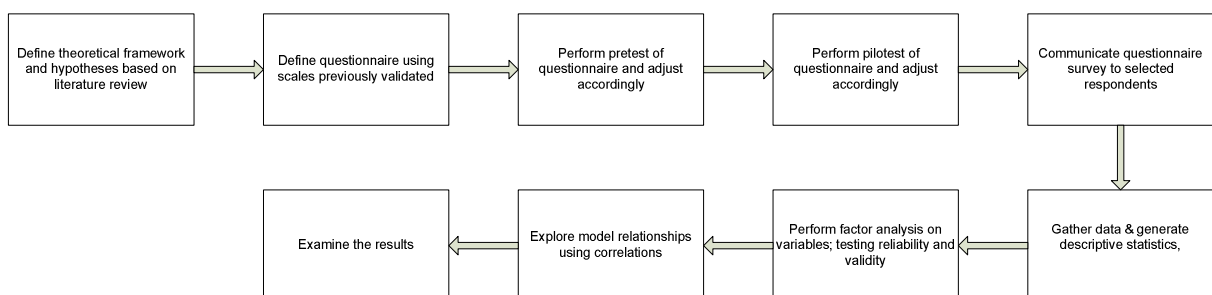 Define theoretical framework
and hypotheses based on
literature review
Define questionnaire using
scales previously validated
Perform pretest of
questionnaire and adjust
accordingly
Perform pilotest of
questionnaire and adjust
accordingly
Communicate questionnaire
survey to selected
respondents
Gather data & generate
descriptive statistics,
Perform factor analysis on
variables; testing reliability and
validity
Explore model relationships
using correlations
Examine the results